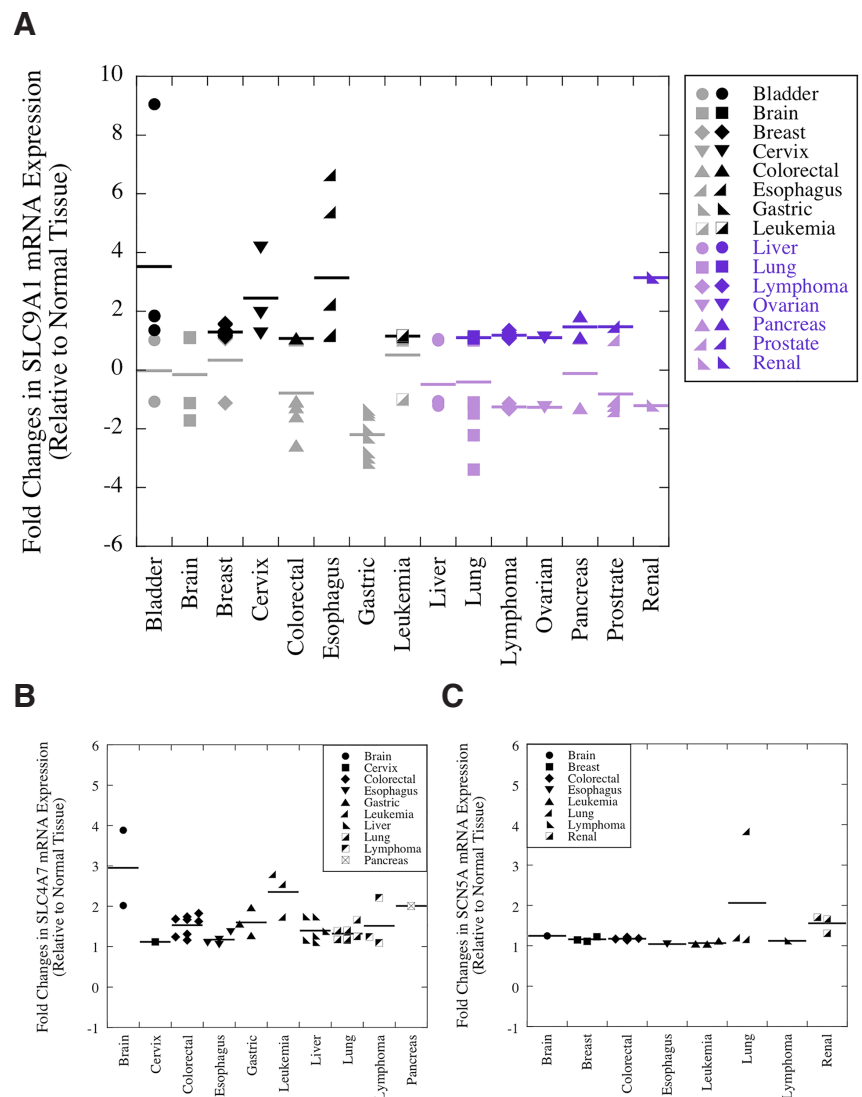 A
Fold Changes in SLC9A1 mRNA Expression
(Relative to Normal Tissue)
10
8
6
4
2
0
-2
-4
-6
Bladder
Brain
Breast
Cervix
Colorectal
Esophagus
Gastric
Leukemia
Liver
Lung
Lymphoma
Ovarian
Pancreas
Prostrate
Renal
Bladder
Brain
Breast
Cervix
Colorectal
Esophagus
Gastric
Leukemia
Liver
Lung
Lymphoma
Ovarian
Pancreas
Prostrate
Renal
B
Fold Changes in SLC4A7 mRNA Expression
(Relative to Normal Tissue)
6
5
4
3
2
1
0
-1
Brain
Cervix
Colorectal
Esophagus
Gastric
Leukemia
Liver
Lung
Lymphoma
Pancreas
Brain
Cervix
Colorectal
Esophagus
Gastric
Leukemia
Liver
Lung
Lymphoma
Pancreas
C
Fold Changes in SCN5A mRNA Expression
(Relative to Normal Tissue)
6
5
4
3
2
1
0
-1
Brain
Breast
Colorectal
Esophagus
Leukemia
Lung
Lymphoma
Renal
Brain
Breast
Colorectal
Esophagus
Leukemia
Lung
Lymphoma
Renal